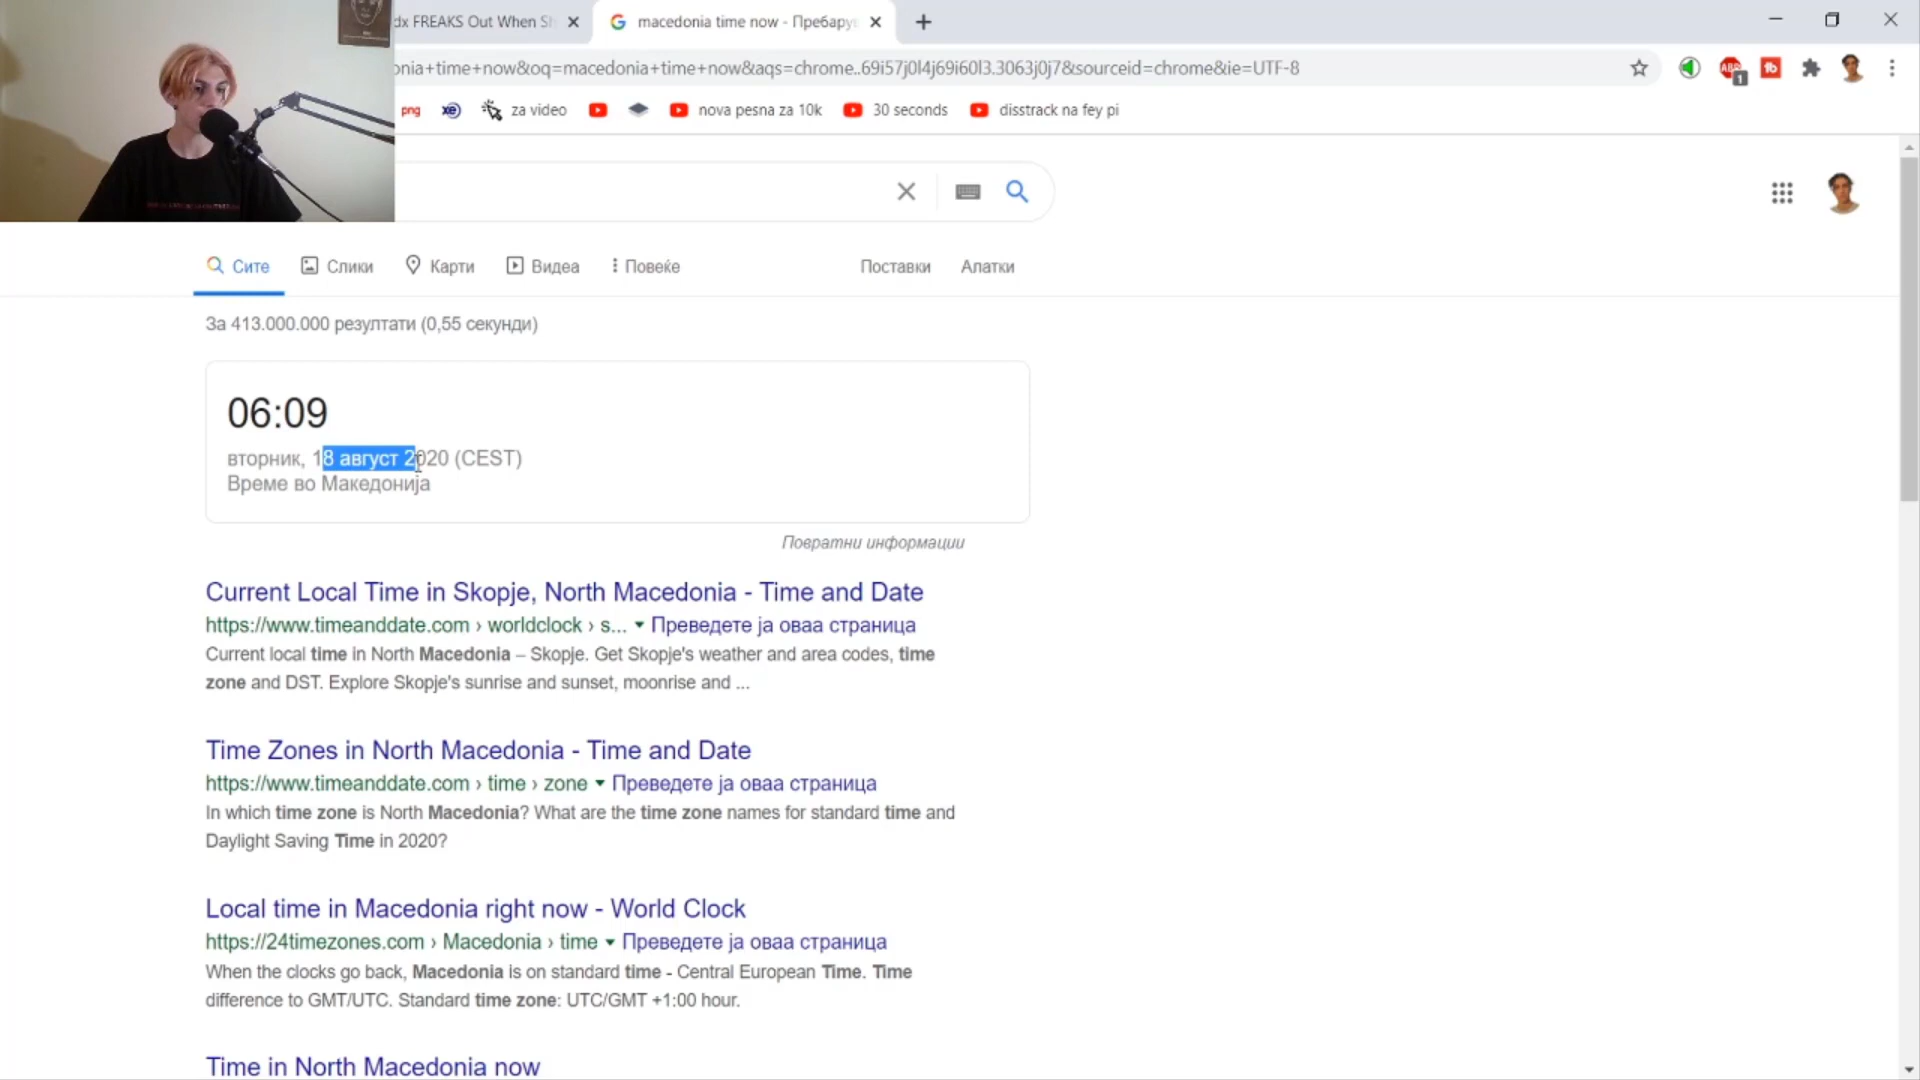 dx FREAKS Out When Sh
macedonia time now - Пребару
onia+time+now&oq=macedonia+time+now&aqs=chrome..69i57j0l4j69i60l3.3063j0j7&sourceid=chrome&ie=UTF-8
ABP
1
tb
png
xe
za video
nova pesna za 10k
30 seconds
disstrack na fey pi
Сите
Слики
Карти
Видеа
Повеќе
Поставки
Алатки
За 413.000.000 резултати (0,55 секунди)
06:09
вторник, 18 август 2020 (CEST)
Време во Македонија
Повратни информации
Current Local Time in Skopje, North Macedonia - Time and Date
https://www.timeanddate.com › worldclock › s... Преведете ја оваа страница
Current local time in North Macedonia – Skopje. Get Skopje's weather and area codes, time
zone and DST. Explore Skopje's sunrise and sunset, moonrise and ...
Time Zones in North Macedonia - Time and Date
https://www.timeanddate.com › time › zone Преведете ја оваа страница
In which time zone is North Macedonia? What are the time zone names for standard time and
Daylight Saving Time in 2020?
Local time in Macedonia right now - World Clock
https://24timezones.com › Macedonia › time Преведете ја оваа страница
When the clocks go back, Macedonia is on standard time - Central European Time. Time
difference to GMT/UTC. Standard time zone: UTC/GMT +1:00 hour.
Time in North Macedonia now